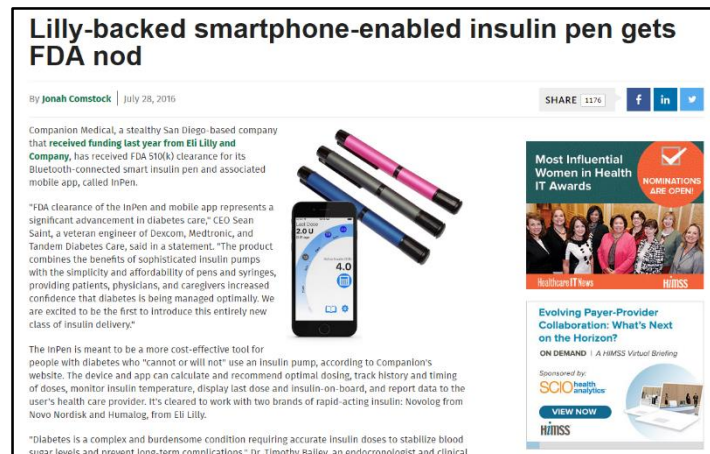 Lilly-backed smartphone-enabled insulin pen gets
FDA nod
By Jonah Comstock | July 28, 2016
SHARE 1176
f in
Companion Medical, a stealthy San Diego-based company
that received funding last year from Eli Lilly and
Company, has received FDA 510(k) clearance for its
Bluetooth-connected smart insulin pen and associated
mobile app, called InPen.
"FDA clearance of the InPen and mobile app represents a
significant advancement in diabetes care," CEO Sean
Saint, a veteran engineer of Dexcom, Medtronic, and
Tandem Diabetes Care, said in a statement. "The product
combines the benefits of sophisticated insulin pumps
with the simplicity and affordability of pens and syringes,
providing patients, physicians, and caregivers increased
confidence that diabetes is being managed optimally. We
are excited to be the first to introduce this entirely new
class of insulin delivery."
Last Dose
2.0 U
4.0
The InPen is meant to be a more cost-effective tool for
people with diabetes who "cannot or will not" use an insulin pump, according to Companion's
website. The device and app can calculate and recommend optimal dosing, track history and timing
of doses, monitor insulin temperature, display last dose and insulin-on-board, and report data to the
user's health care provider. It's cleared to work with two brands of rapid-acting insulin: Novolog from
Novo Nordisk and Humalog, from Eli Lilly.
"Diabetes is a complex and burdensome condition requiring accurate insulin doses to stabilize blood
sugar levels and prevent long-term complications," Dr. Timothy Bailey, an endocrinologist and clinical
Most Influential
Women in Health
IT Awards
NOMINATIONS
ARE OPEN!
Healthcare IT News
HIMSS
Evolving Payer-Provider
Collaboration: What's Next
on the Horizon?
ON DEMAND | A HIMSS Virtual Briefing
Sponsored by:
SCIO health
analytics
VIEW NOW
HIMSS